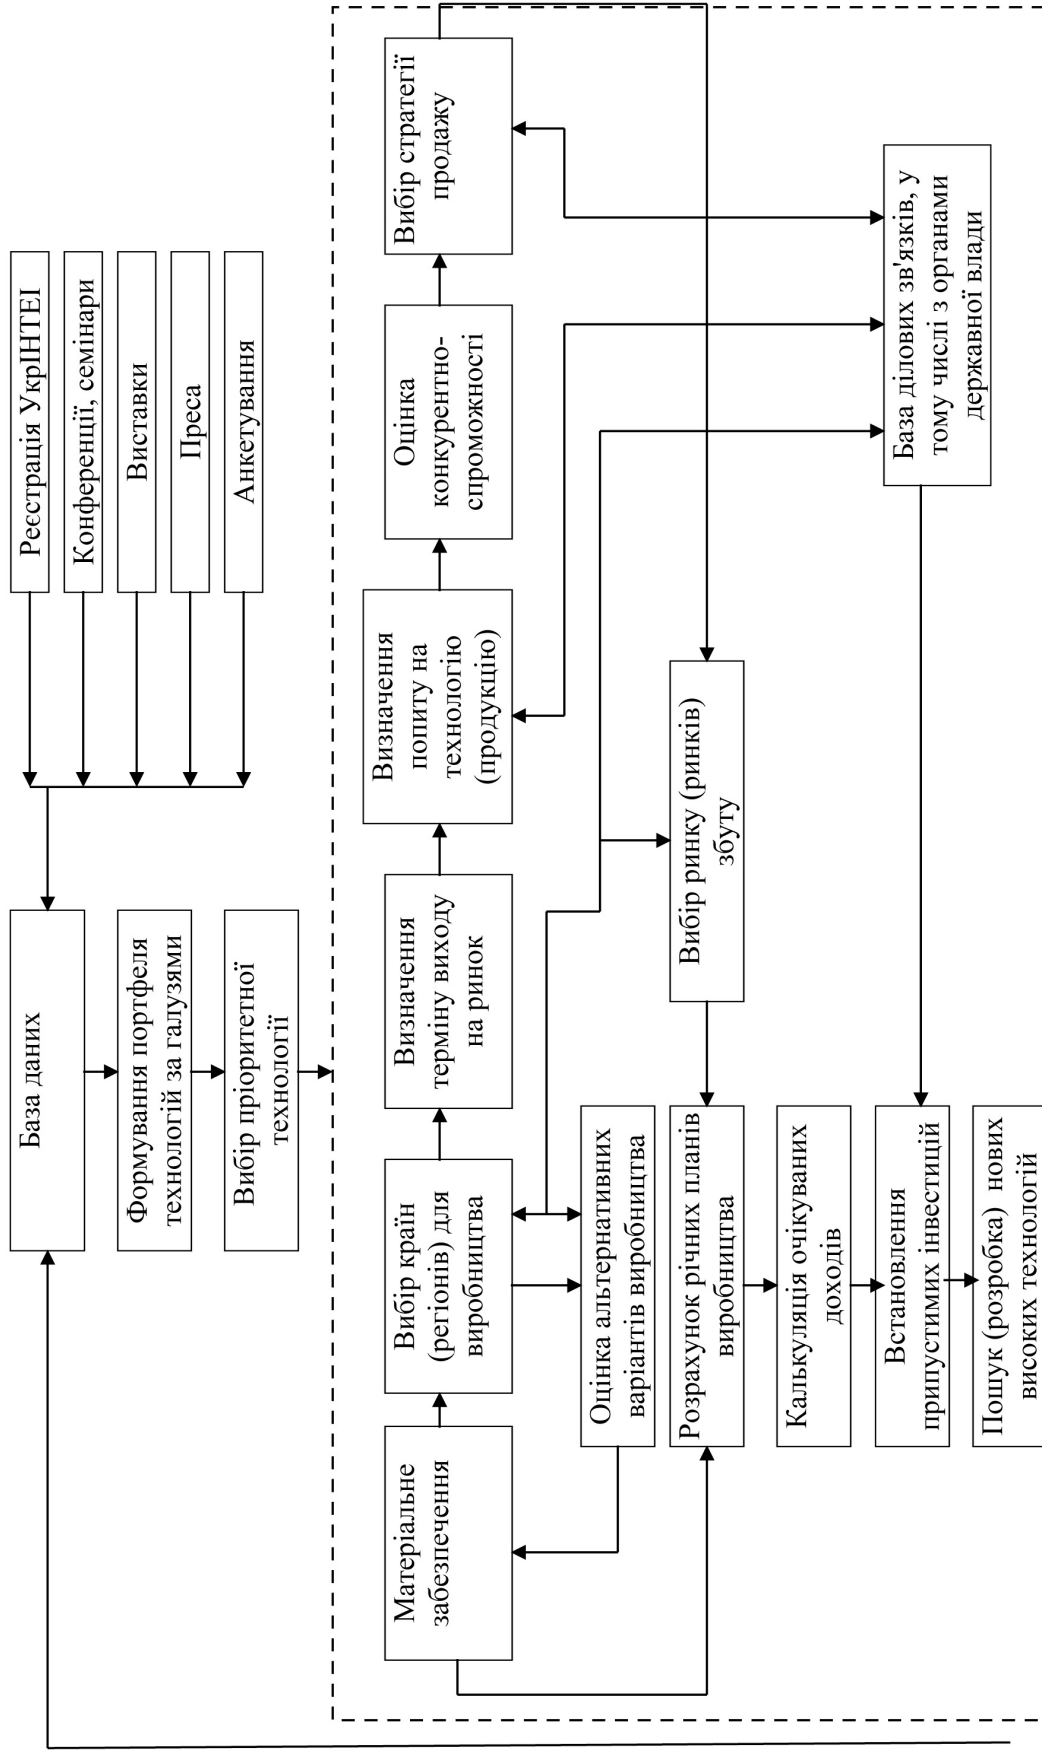 Реєстрація УкрІНТЕІ
Конференції, семінари
Виставки
Преса
Анкетування
База даних
Формування портфеля
технологій за галузями
Вибір пріоритетної
технології
Матеріальне
забезпечення
Вибір країн
(регіонів) для
виробництва
Визначення
терміну виходу
на ринок
Визначення
попиту на
технологію
(продукцію)
Оцінка
конкурентно-
спроможності
Вибір стратегії
продажу
Оцінка альтернативних
варіантів виробництва
Розрахунок річних планів
виробництва
Вибір ринку (ринків)
збуту
Калькуляція очікуваних
доходів
Встановлення
припустимих інвестицій
База ділових зв'язків, у
тому числі з органами
державної влади
Пошук (розробка) нових
високих технологій